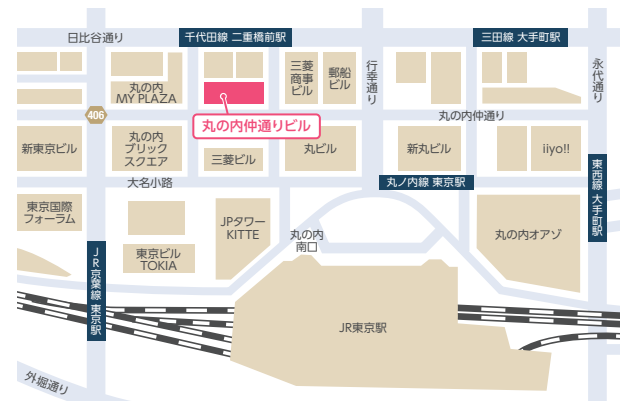 日比谷通り
千代田線 二重橋前駅
三田線 大手町駅
丸の内
MY PLAZA
三菱
商事
ビル
郵船
ビル
行幸通り
永代通り
406
丸の内仲通りビル
丸の内仲通り
新東京ビル
丸の内
ブリック
スクエア
三菱ビル
丸ビル
新丸ビル
iiyo!!
大名小路
丸ノ内線 東京駅
東西線 大手町駅
東京国際
フォーラム
JPタワー
KITTE
丸の内
南口
丸の内オアゾ
東京ビル
TOKIA
JR京葉線 東京駅
JR東京駅
外堀通り